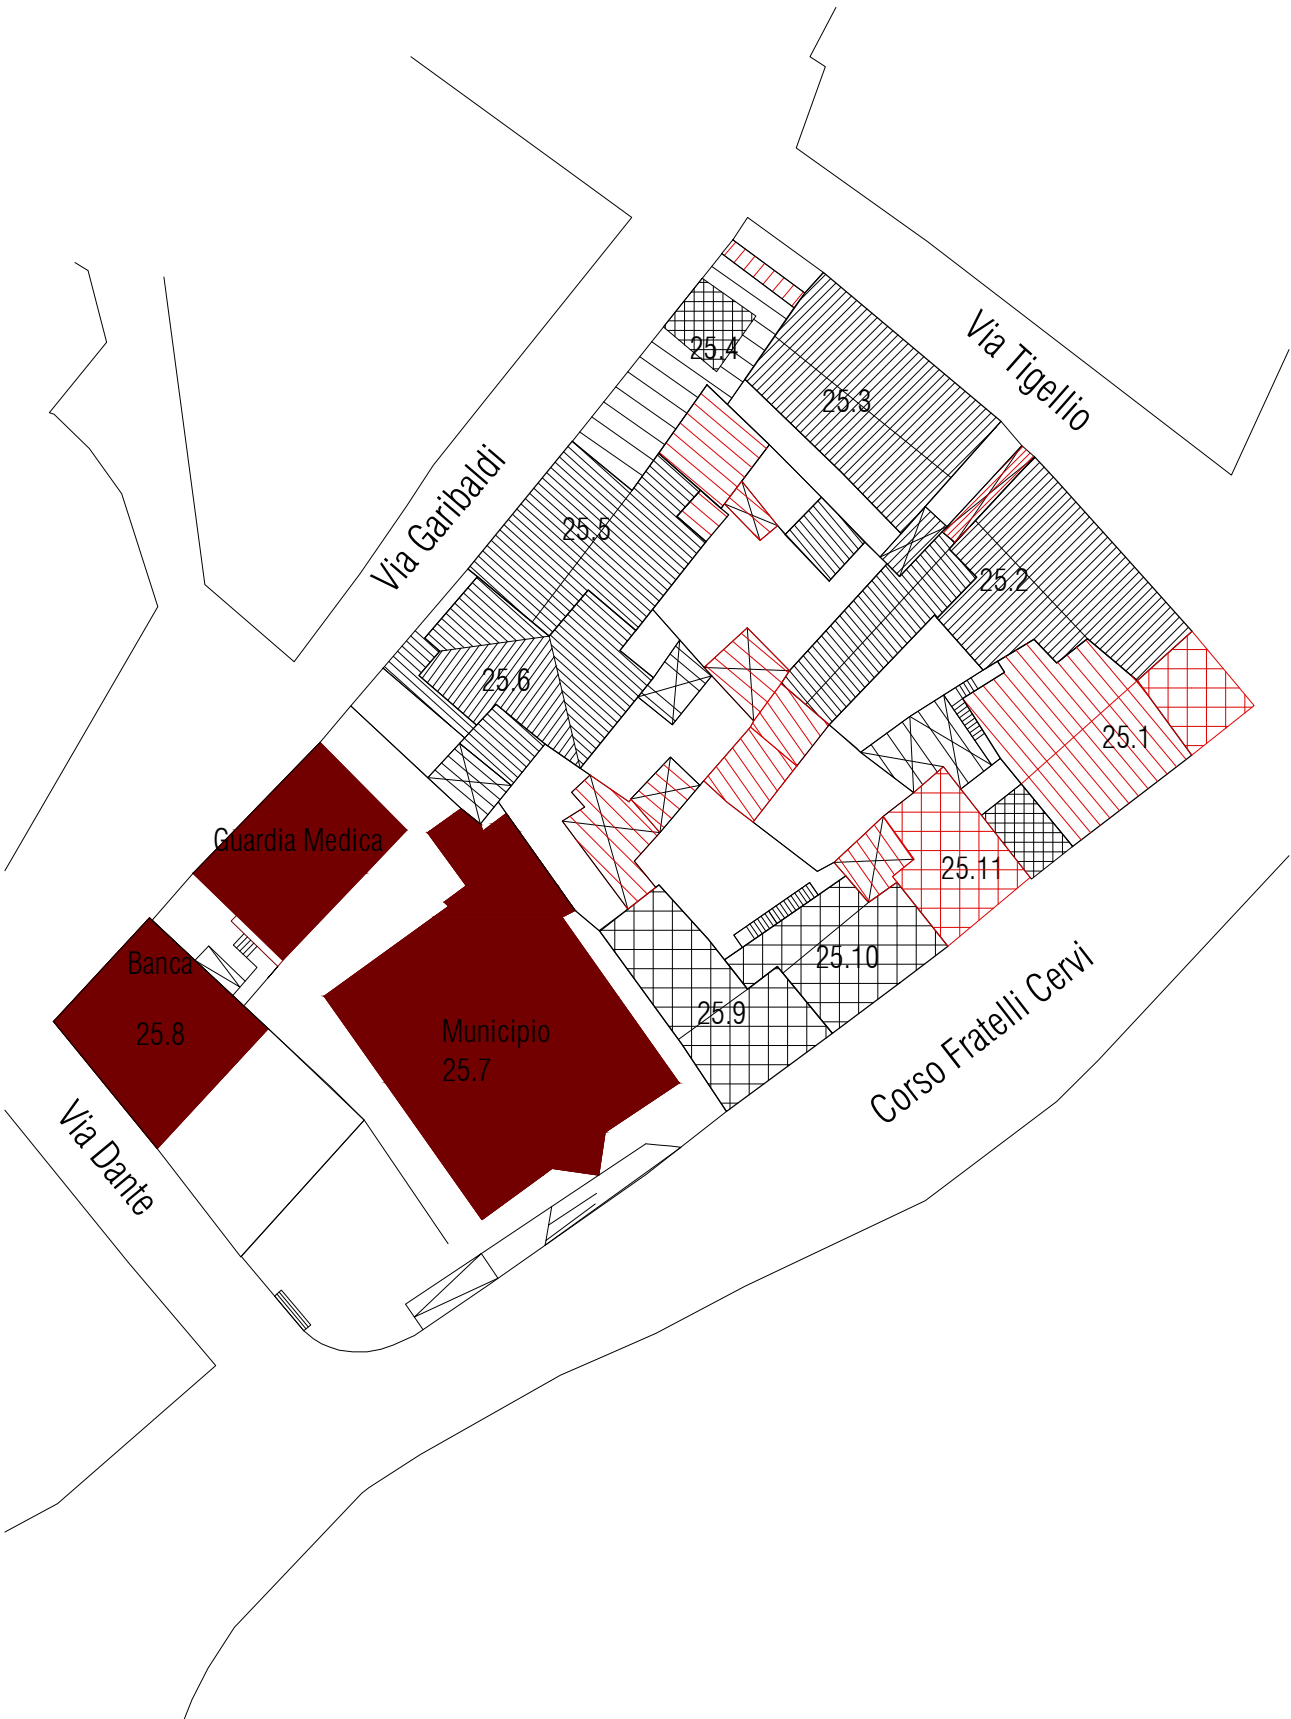 Via Tigellio
25.4
25.3
Via Garibaldi
25.5
25.2
25.6
25.1
Guardia Medica
25.11
Banca
25.10
25.9
25.8
Municipio
25.7
Corso Fratelli Cervi
Via Dante